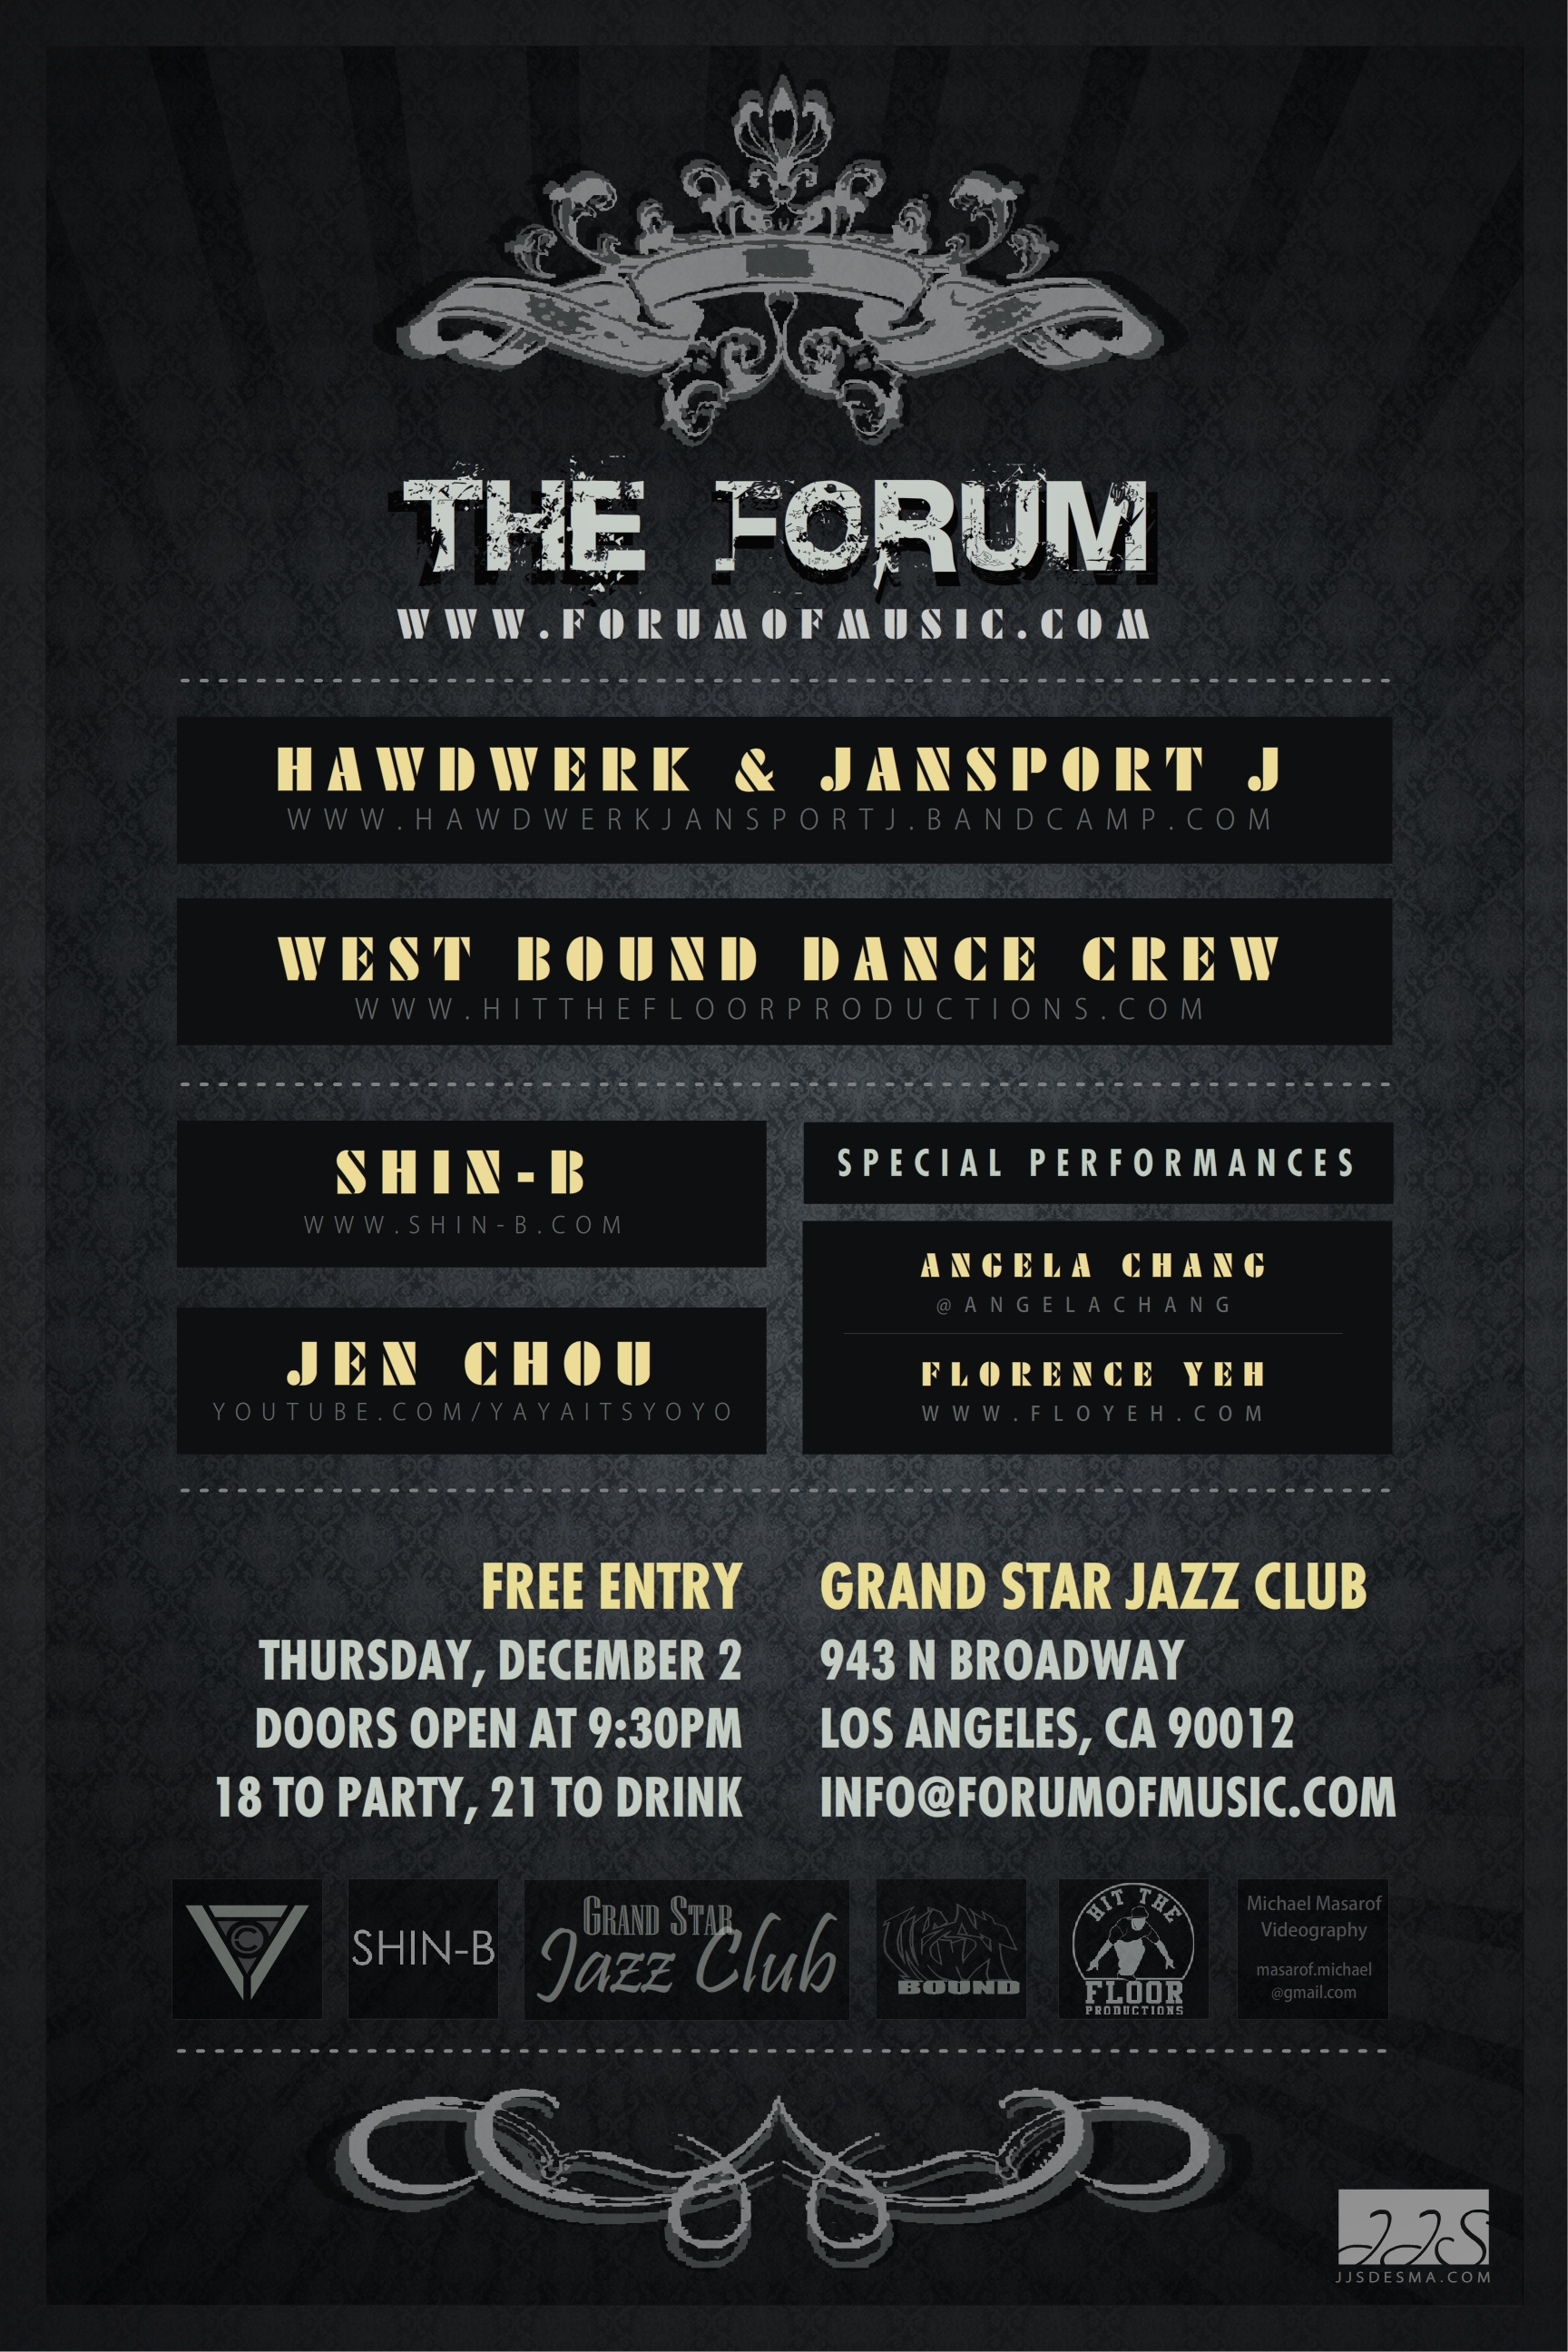 THE FORUM
WWW.FORUMOFMUSIC.COM
HAWDWERK & JANSPORT J
WWW.HAWDWERKJANSPORTJ.BANDCAMP.COM
WEST BOUND DANCE CREW
WWW.HITTHEFLOORPRODUCTIONS.COM
SHIN-B
WWW.SHIN-B.COM
JEN CHOU
YOUTUBE.COM/YAYAITSYOYO
SPECIAL PERFORMANCES
ANGELA CHANG
@ANGELACHANG
FLORENCE YEH
WWW.FLOYEH.COM
FREE ENTRY
THURSDAY, DECEMBER 2
DOORS OPEN AT 9:30PM
18 TO PARTY, 21 TO DRINK
GRAND STAR JAZZ CLUB
943 N BROADWAY
LOS ANGELES, CA 90012
INFO@FORUMOFMUSIC.COM
C
SHIN-B
GRAND STAR
Jazz Club
WEST
BOUND
HIT THE
FLOOR
PRODUCTIONS
Michael Masarof
Videography
masarof.michael
@gmail.com
JJS
JJSDESMA.COM